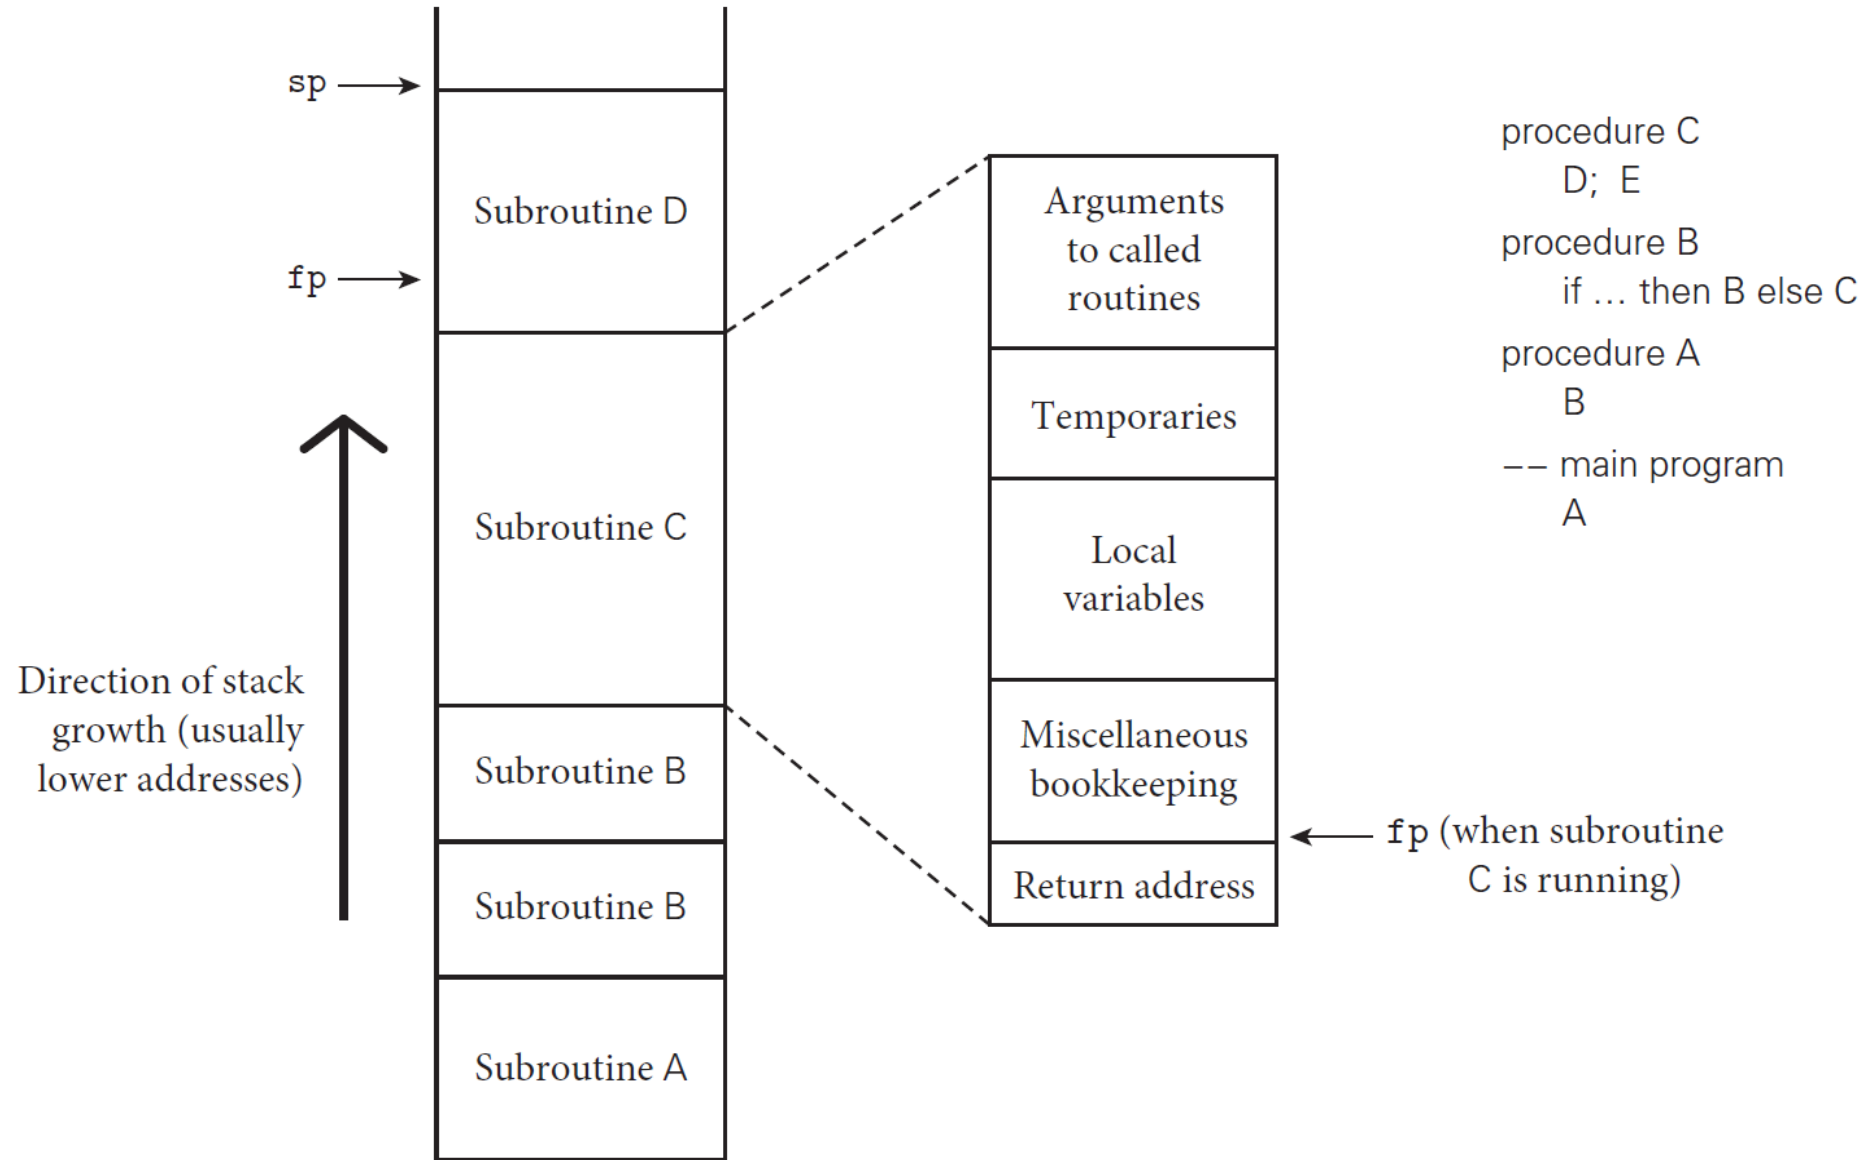 sp
Subroutine D
fp
Subroutine C
Direction of stack
growth (usually
lower addresses)
Subroutine B
Subroutine B
Subroutine A
Arguments
to called
routines
Temporaries
Local
variables
Miscellaneous
bookkeeping
Return address
fp (when subroutine
C is running)
procedure C
D; E
procedure B
if … then B else C
procedure A
B
−− main program
A